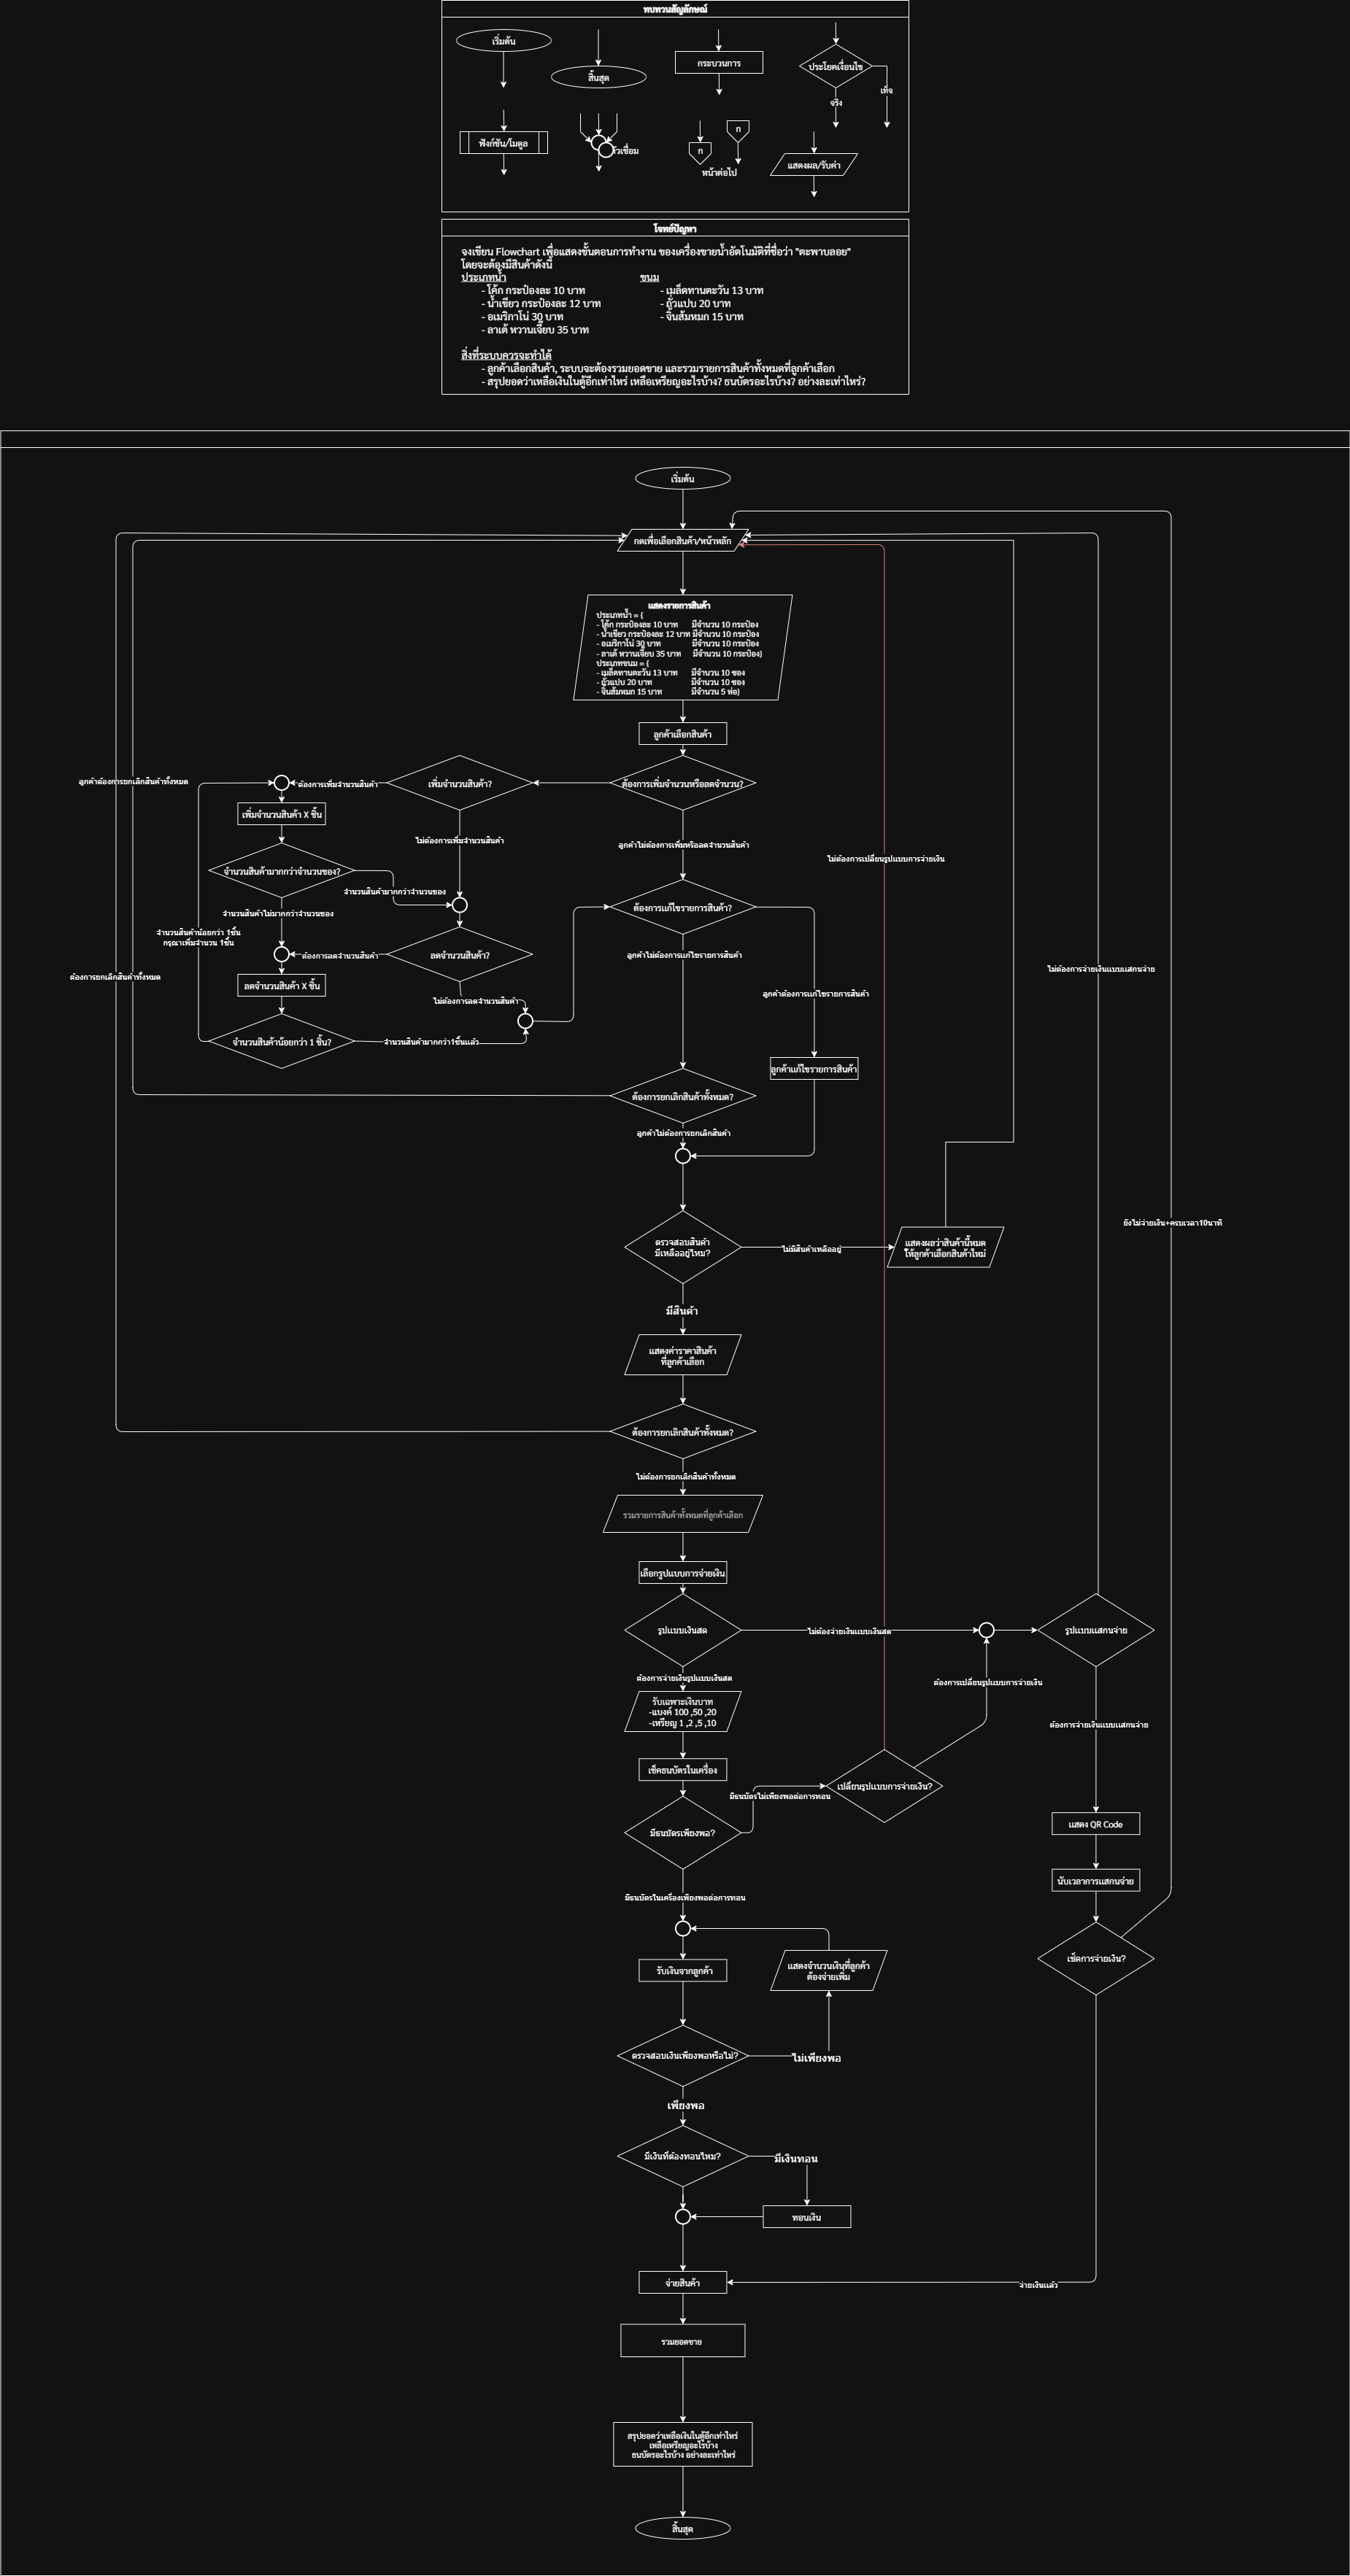 ทบทวนสัญลักษณ์
เริ่มต้น
สิ้นสุด
กระบวนการ
ประโยคเงื่อนไข
เท็จ
จริง
ฟังก์ชัน/โมดูล
ก
ก
หน้าต่อไป
แสดงผล/รับค่า
โจทย์ปัญหา
จงเขียน Flowchart เพื่อแสดงขั้นตอนการทำงาน ของเครื่องขายน้ำอัตโนมัติที่ชื่อว่า "ตะพาบลอย"
โดยจะต้องมีสินค้าดังนี้
ประเภทน้ำ ขนม
- โค้ก กระป๋องละ 10 บาท - เมล็ดทานตะวัน 13 บาท
- น้ำเขียว กระป๋องละ 12 บาท - ถั่วแปบ 20 บาท
- อเมริกาโน่ 30 บาท - จิ้นส้มหมก 15 บาท
- ลาเต้ หวานเจี๊ยบ 35 บาท
สิ่งที่ระบบควรจะทำได้
- ลูกค้าเลือกสินค้า, ระบบจะต้องรวมยอดขาย และรวมรายการสินค้าทั้งหมดที่ลูกค้าเลือก
- สรุปยอดว่าเหลือเงินในตู้อีกเท่าไหร่ เหลือเหรียญอะไรบ้าง? ธนบัตรอะไรบ้าง? อย่างละเท่าไหร่?
เริ่มต้น
กดเพื่อเลือกสินค้า/หน้าหลัก
แสดงรายการสินค้า
ประเภทน้ำ = {
- โค้ก กระป๋องละ 10 บาท มีจำนวน 10 กระป๋อง
- น้ำเขียว กระป๋องละ 12 บาท มีจำนวน 10 กระป๋อง
- อเมริกาโน่ 30 บาท มีจำนวน 10 กระป๋อง
- ลาเต้ หวานเจี๊ยบ 35 บาท มีจำนวน 10 กระป๋อง}
ประเภทขนม = {
- เมล็ดทานตะวัน 13 บาท มีจำนวน 10 ซอง
- ถั่วแปบ 20 บาท มีจำนวน 10 ซอง
- จิ้นส้มหมก 15 บาท มีจำนวน 5 ห่อ}
ลูกค้าเลือกสินค้า
ลูกค้าต้องการยกเลิกสินค้าทั้งหมด
ต้องการเพิ่มจำนวนสินค้า
เพิ่มจำนวนสินค้า?
ต้องการเพิ่มจำนวนหรือลดจำนวน?
เพิ่มจำนวนสินค้า X ชิ้น
ไม่ต้องการเพิ่มจำนวนสินค้า
ลูกค้าไม่ต้องการเพิ่มหรือลดจำนวนสินค้า
ไม่ต้องการเปลี่ยนรูปแบบการจ่ายเงิน
จำนวนสินค้ามากกว่าจำนวนของ?
จำนวนสินค้ามากกว่าจำนวนของ
จำนวนสินค้าไม่มากกว่าจำนวนของ
ต้องการแก้ไขรายการสินค้า?
จำนวนสินค้าน้อยกว่า 1ชิ้น
กรุณาเพิ่มจำนวน 1ชิ้น
ต้องการลดจำนวนสินค้า
ลดจำนวนสินค้า?
ลูกค้าไม่ต้องการแก้ไขรายการสินค้า
ไม่ต้องการจ่ายเงินแบบแสกนจ่าย
ต้องการยกเลิกสินค้าทั้งหมด
ลดจำนวนสินค้า X ชิ้น
ไม่ต้องการลดจำนวนสินค้า
ลูกค้าต้องการแก้ไขรายการสินค้า
จำนวนสินค้าน้อยกว่า 1 ชิ้น?
จำนวนสินค้ามากกว่า1ชิ้นแล้ว
ลูกค้าแก้ไขรายการสินค้า
ต้องการยกเลิกสินค้าทั้งหมด?
ลูกค้าไม่ต้องการยกเลิกสินค้า
ยังไม่จ่ายเงิน+ครบเวลา10นาที
ตรวจสอบสินค้า
มีเหลืออยู่ไหม?
ไม่มีสินค้าเหลืออยู่
แสดงผลว่าสินค้านี้หมด
ให้ลูกค้าเลือกสินค้าใหม่
มีสินค้า
แสดงค่าราคาสินค้า
ที่ลูกค้าเลือก
ต้องการยกเลิกสินค้าทั้งหมด?
ไม่ต้องการยกเลิกสินค้าทั้งหมด
รวมรายการสินค้าทั้งหมดที่ลูกค้าเลือก
เลือกรูปแบบการจ่ายเงิน
รูปแบบเงินสด
ไม่ต้องจ่ายเงินแบบเงินสด
รูปแบบแสกนจ่าย
ต้องการจ่ายเงินรูปแบบเงินสด
ต้องการเปลี่ยนรูปแบบการจ่ายเงิน
รับเฉพาะเงินบาท
-แบงค์ 100 ,50 ,20
-เหรียญ 1 ,2 ,5 ,10
ต้องการจ่ายเงินแบบแสกนจ่าย
เช็คธนบัตรในเครื่อง
เปลี่ยนรูปแบบการจ่ายเงิน?
มีธนบัตรไม่เพียงพอต่อการทอน
แสดง QR Code
มีธนบัตรเพียงพอ?
นับเวลาการแสกนจ่าย
มีธนบัตรในเครื่องเพียงพอต่อการทอน
เช็คการจ่ายเงิน?
รับเงินจากลูกค้า
แสดงจำนวนเงินที่ลูกค้า
ต้องจ่ายเพิ่ม
ตรวจสอบเงินเพียงพอหรือไม่?
ไม่เพียงพอ
เพียงพอ
มีเงินที่ต้องทอนไหม?
มีเงินทอน
ทอนเงิน
จ่ายสินค้า
จ่ายเงินแล้ว
รวมยอดขาย
สรุปยอดว่าเหลือเงินในตู้อีกเท่าไหร่
เหลือเหรียญอะไรบ้าง
ธนบัตรอะไรบ้าง อย่างละเท่าไหร่
สิ้นสุด